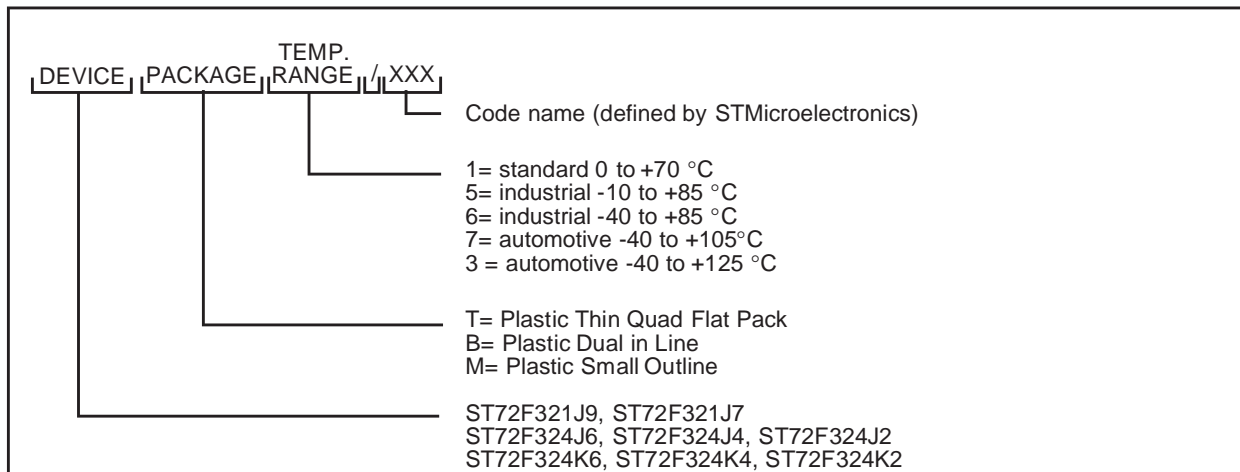 TEMP.
DEVICE PACKAGE RANGE / XXX
Code name (defined by STMicroelectronics)
1= standard 0 to +70 °C
5= industrial -10 to +85 °C
6= industrial -40 to +85 °C
7= automotive -40 to +105°C
3 = automotive -40 to +125 °C
T= Plastic Thin Quad Flat Pack
B= Plastic Dual in Line
M= Plastic Small Outline
ST72F321J9, ST72F321J7
ST72F324J6, ST72F324J4, ST72F324J2
ST72F324K6, ST72F324K4, ST72F324K2